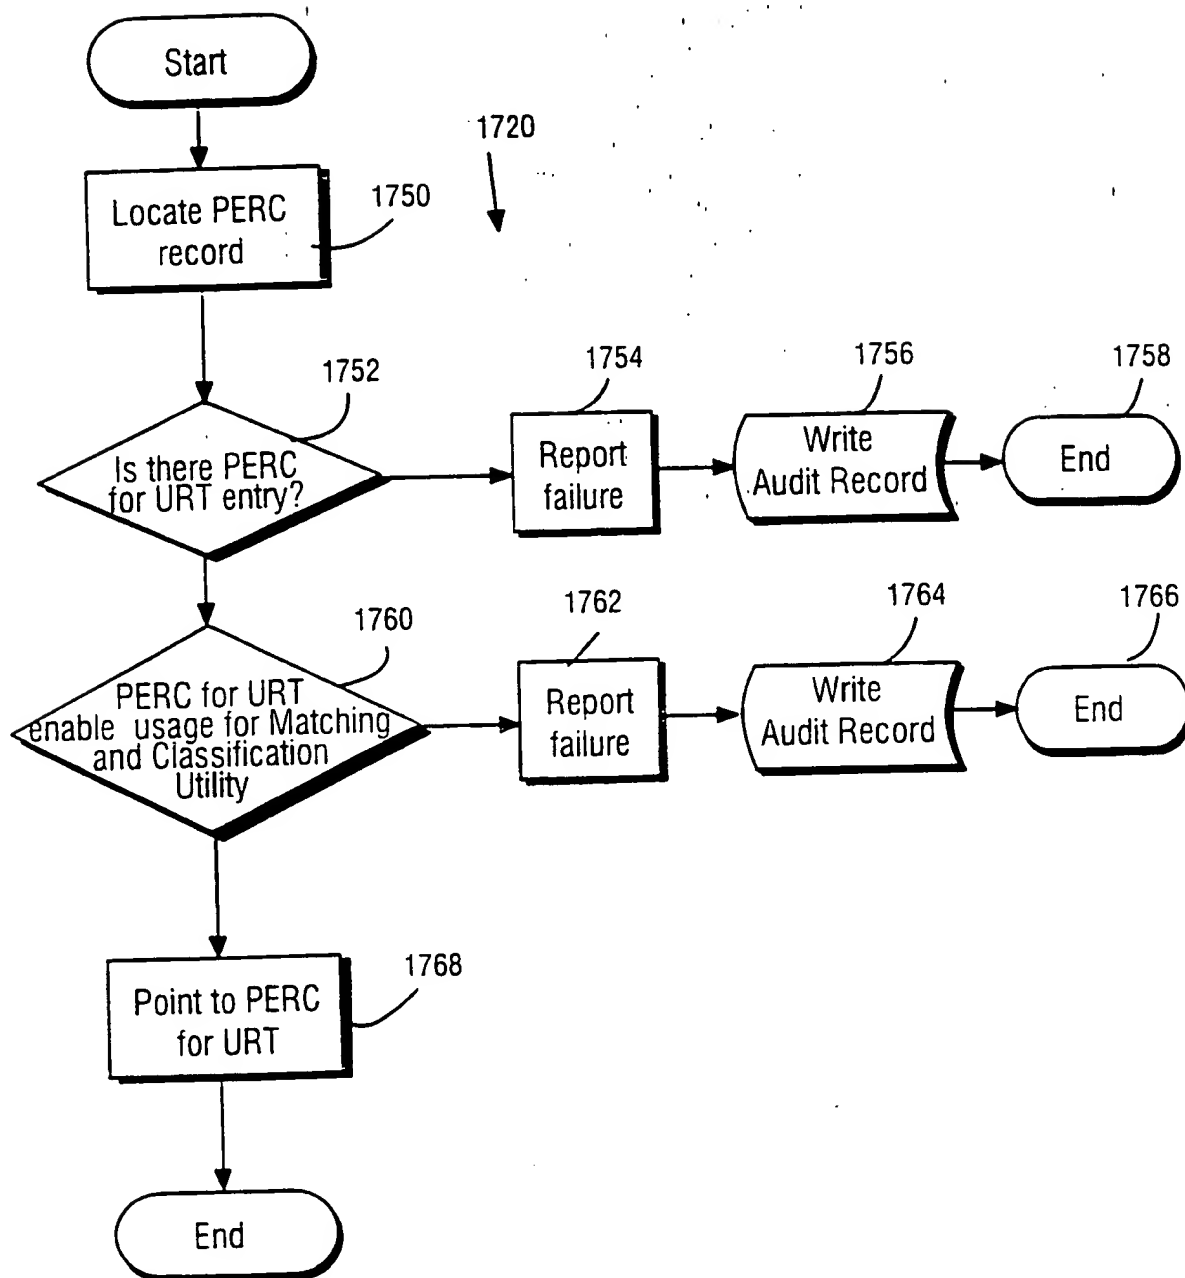 Start
1720
1750
Locate PERC
record
1752
1754
1756
1758
Is there PERC
for URT entry?
Report
failure
Write
Audit Record
End
1760
1762
1764
1766
PERC for URT
enable usage for Matching
and Classification
Utility
Report
failure
Write
Audit Record
End
1768
Point to PERC
for URT
End